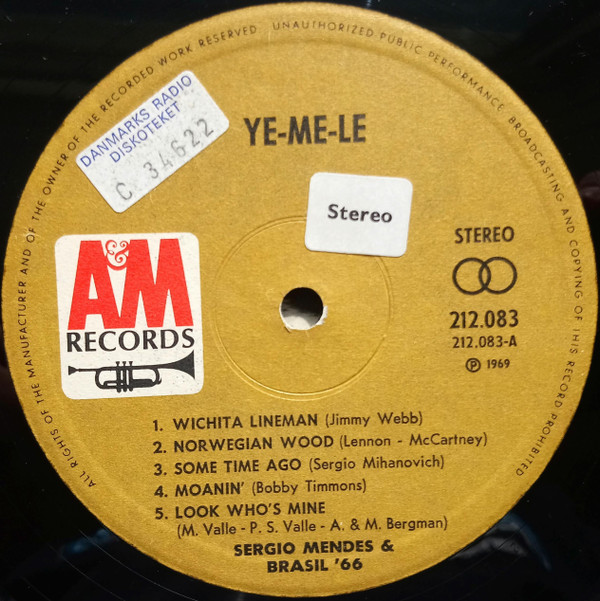 ALL RIGHTS OF THE MANUFACTURER AND OF THE OWNER OF THE RECORDED WORK RESERVED UNAUTHORIZED PUBLIC PERFORMANCE BROADCASTING AND COPYING OF THIS RECORD PROHIBITED
DANMARKS RADIO
DISKOTEKET
C 34622
YE-ME-LE
Stereo
STEREO
A&M
RECORDS
212.083
212.083-A
℗ 1969
1. WICHITA LINEMAN (Jimmy Webb)
2. NORWEGIAN WOOD (Lennon - McCartney)
3. SOME TIME AGO (Sergio Mihanovich)
4. MOANIN' (Bobby Timmons)
5. LOOK WHO'S MINE
(M. Valle - P. S. Valle - A. & M. Bergman)
SERGIO MENDES &
BRASIL '66